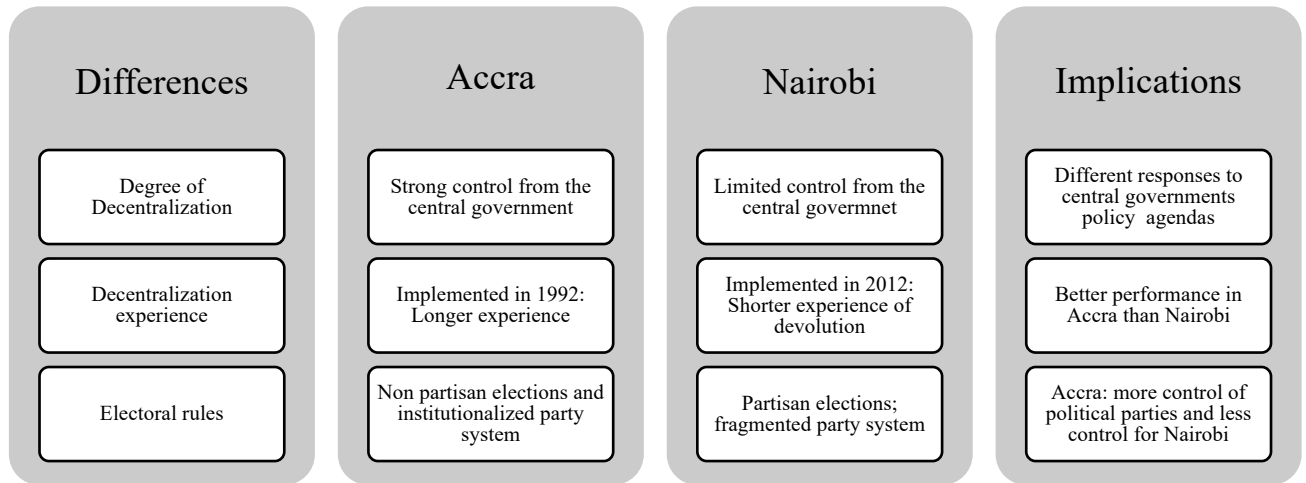 Differences
Degree of
Decentralization
Decentralization
experience
Electoral rules
Accra
Strong control from the
central government
Implemented in 1992:
Longer experience
Non partisan elections and
institutionalized party
system
Nairobi
Limited control from the
central govermnet
Implemented in 2012:
Shorter experience of
devolution
Partisan elections;
fragmented party system
Implications
Different responses to
central governments
policy agendas
Better performance in
Accra than Nairobi
Accra: more control of
political parties and less
control for Nairobi